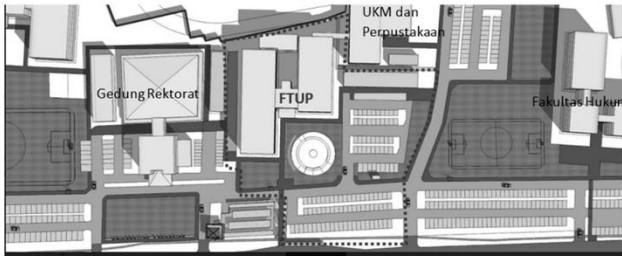 UKM dan
Perpustakaan
Gedung Rektorat
FTUP
Fakultas Hukum